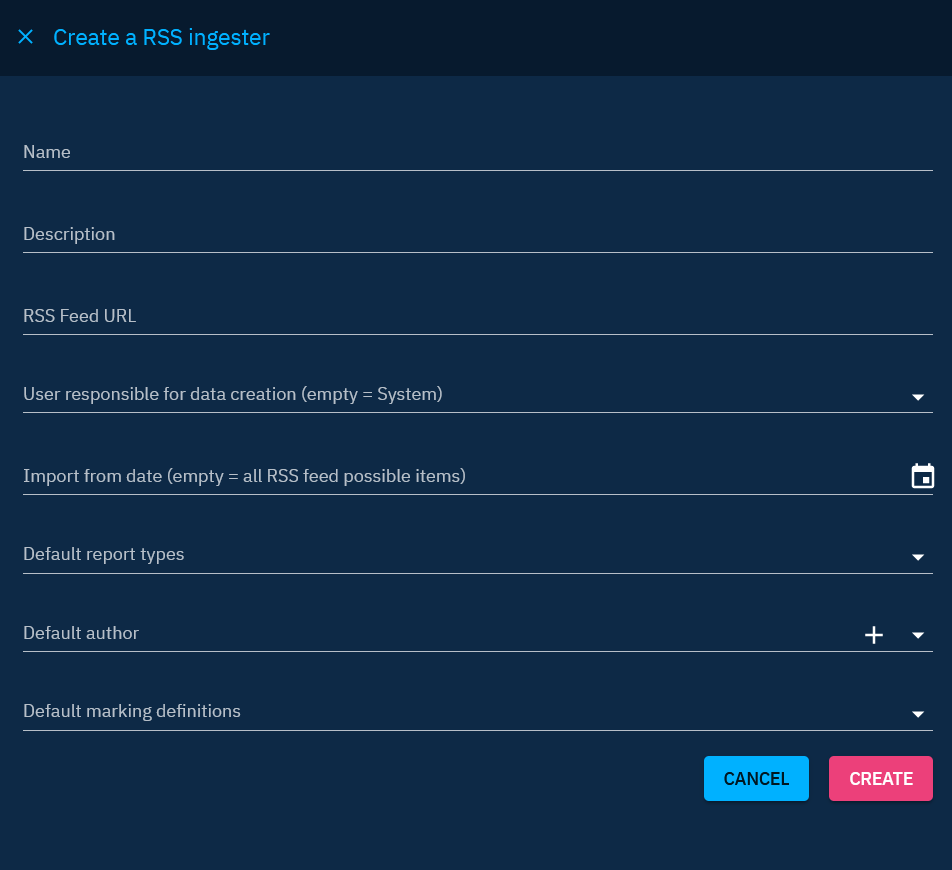 Create a RSS ingester
Name
Description
RSS Feed URL
User responsible for data creation (empty = System)
Import from date (empty = all RSS feed possible items)
Default report types
Default author
Default marking definitions
CANCEL
CREATE